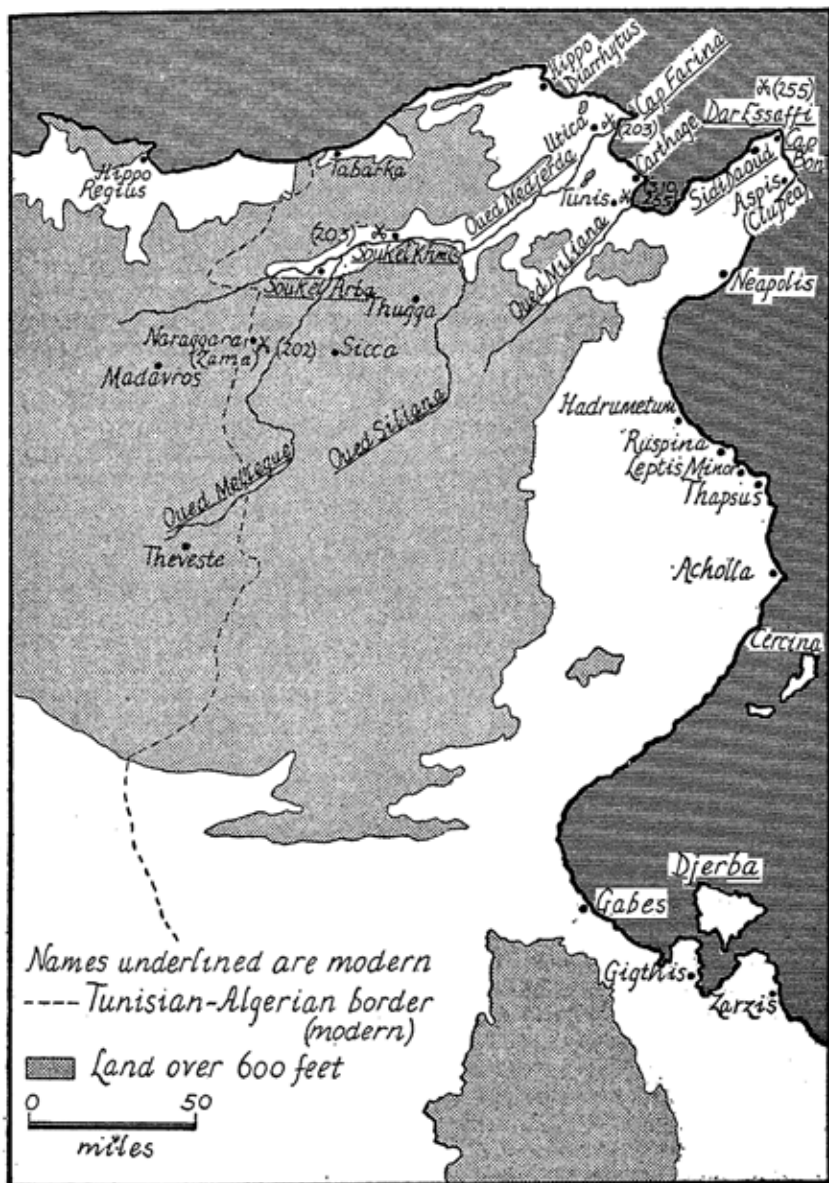 Hippo
Diarrhytus
Cap Farina
(255)
Utica
(203)
Dar Essaffi
Cap
Bon
Carthage
Hippo
Regius
Tabarka
Oued Medjerda
Tunis
255
Sidi Daoud
Aspis
(Clupea)
(203)
Souk el Khmis
Oued Miliana
Souk el Arba
Thugga
Neapolis
Naraggara
(Zama)
(202)
Sicca
Madavros
Hadrumetum
Oued Siliana
Ruspina
Leptis Minor
Thapsus
Oued Mellegue
Theveste
Acholla
Cercina
Djerba
Gabes
Gigthis
Zarzis
Names underlined are modern
Tunisian-Algerian border
(modern)
Land over 600 feet
0 50
miles